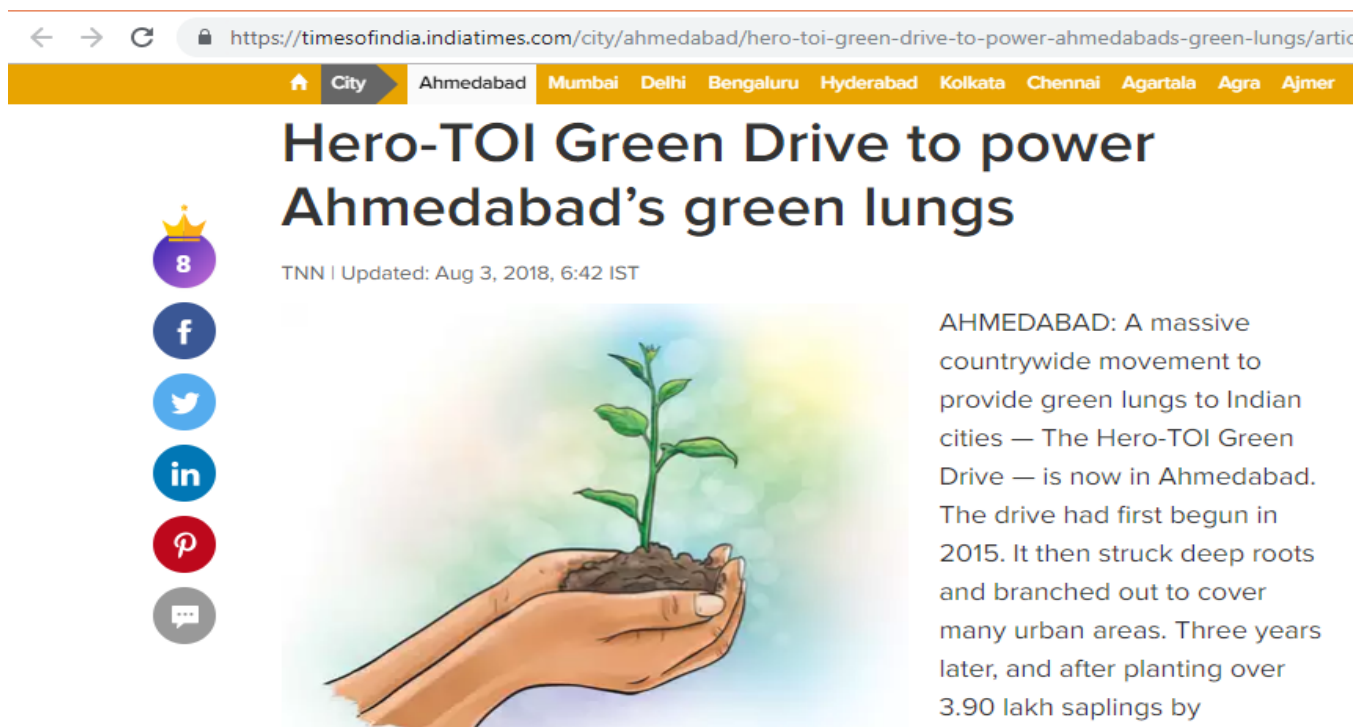 https://timesofindia.indiatimes.com/city/ahmedabad/hero-toi-green-drive-to-power-ahmedabads-green-lungs/artic
City Ahmedabad Mumbai Delhi Bengaluru Hyderabad Kolkata Chennai Agartala Agra Ajmer
Hero-TOI Green Drive to power
Ahmedabad’s green lungs
8
TNN | Updated: Aug 3, 2018, 6:42 IST
f
in
AHMEDABAD: A massive
countrywide movement to
provide green lungs to Indian
cities — The Hero-TOI Green
Drive — is now in Ahmedabad.
The drive had first begun in
2015. It then struck deep roots
and branched out to cover
many urban areas. Three years
later, and after planting over
3.90 lakh saplings by